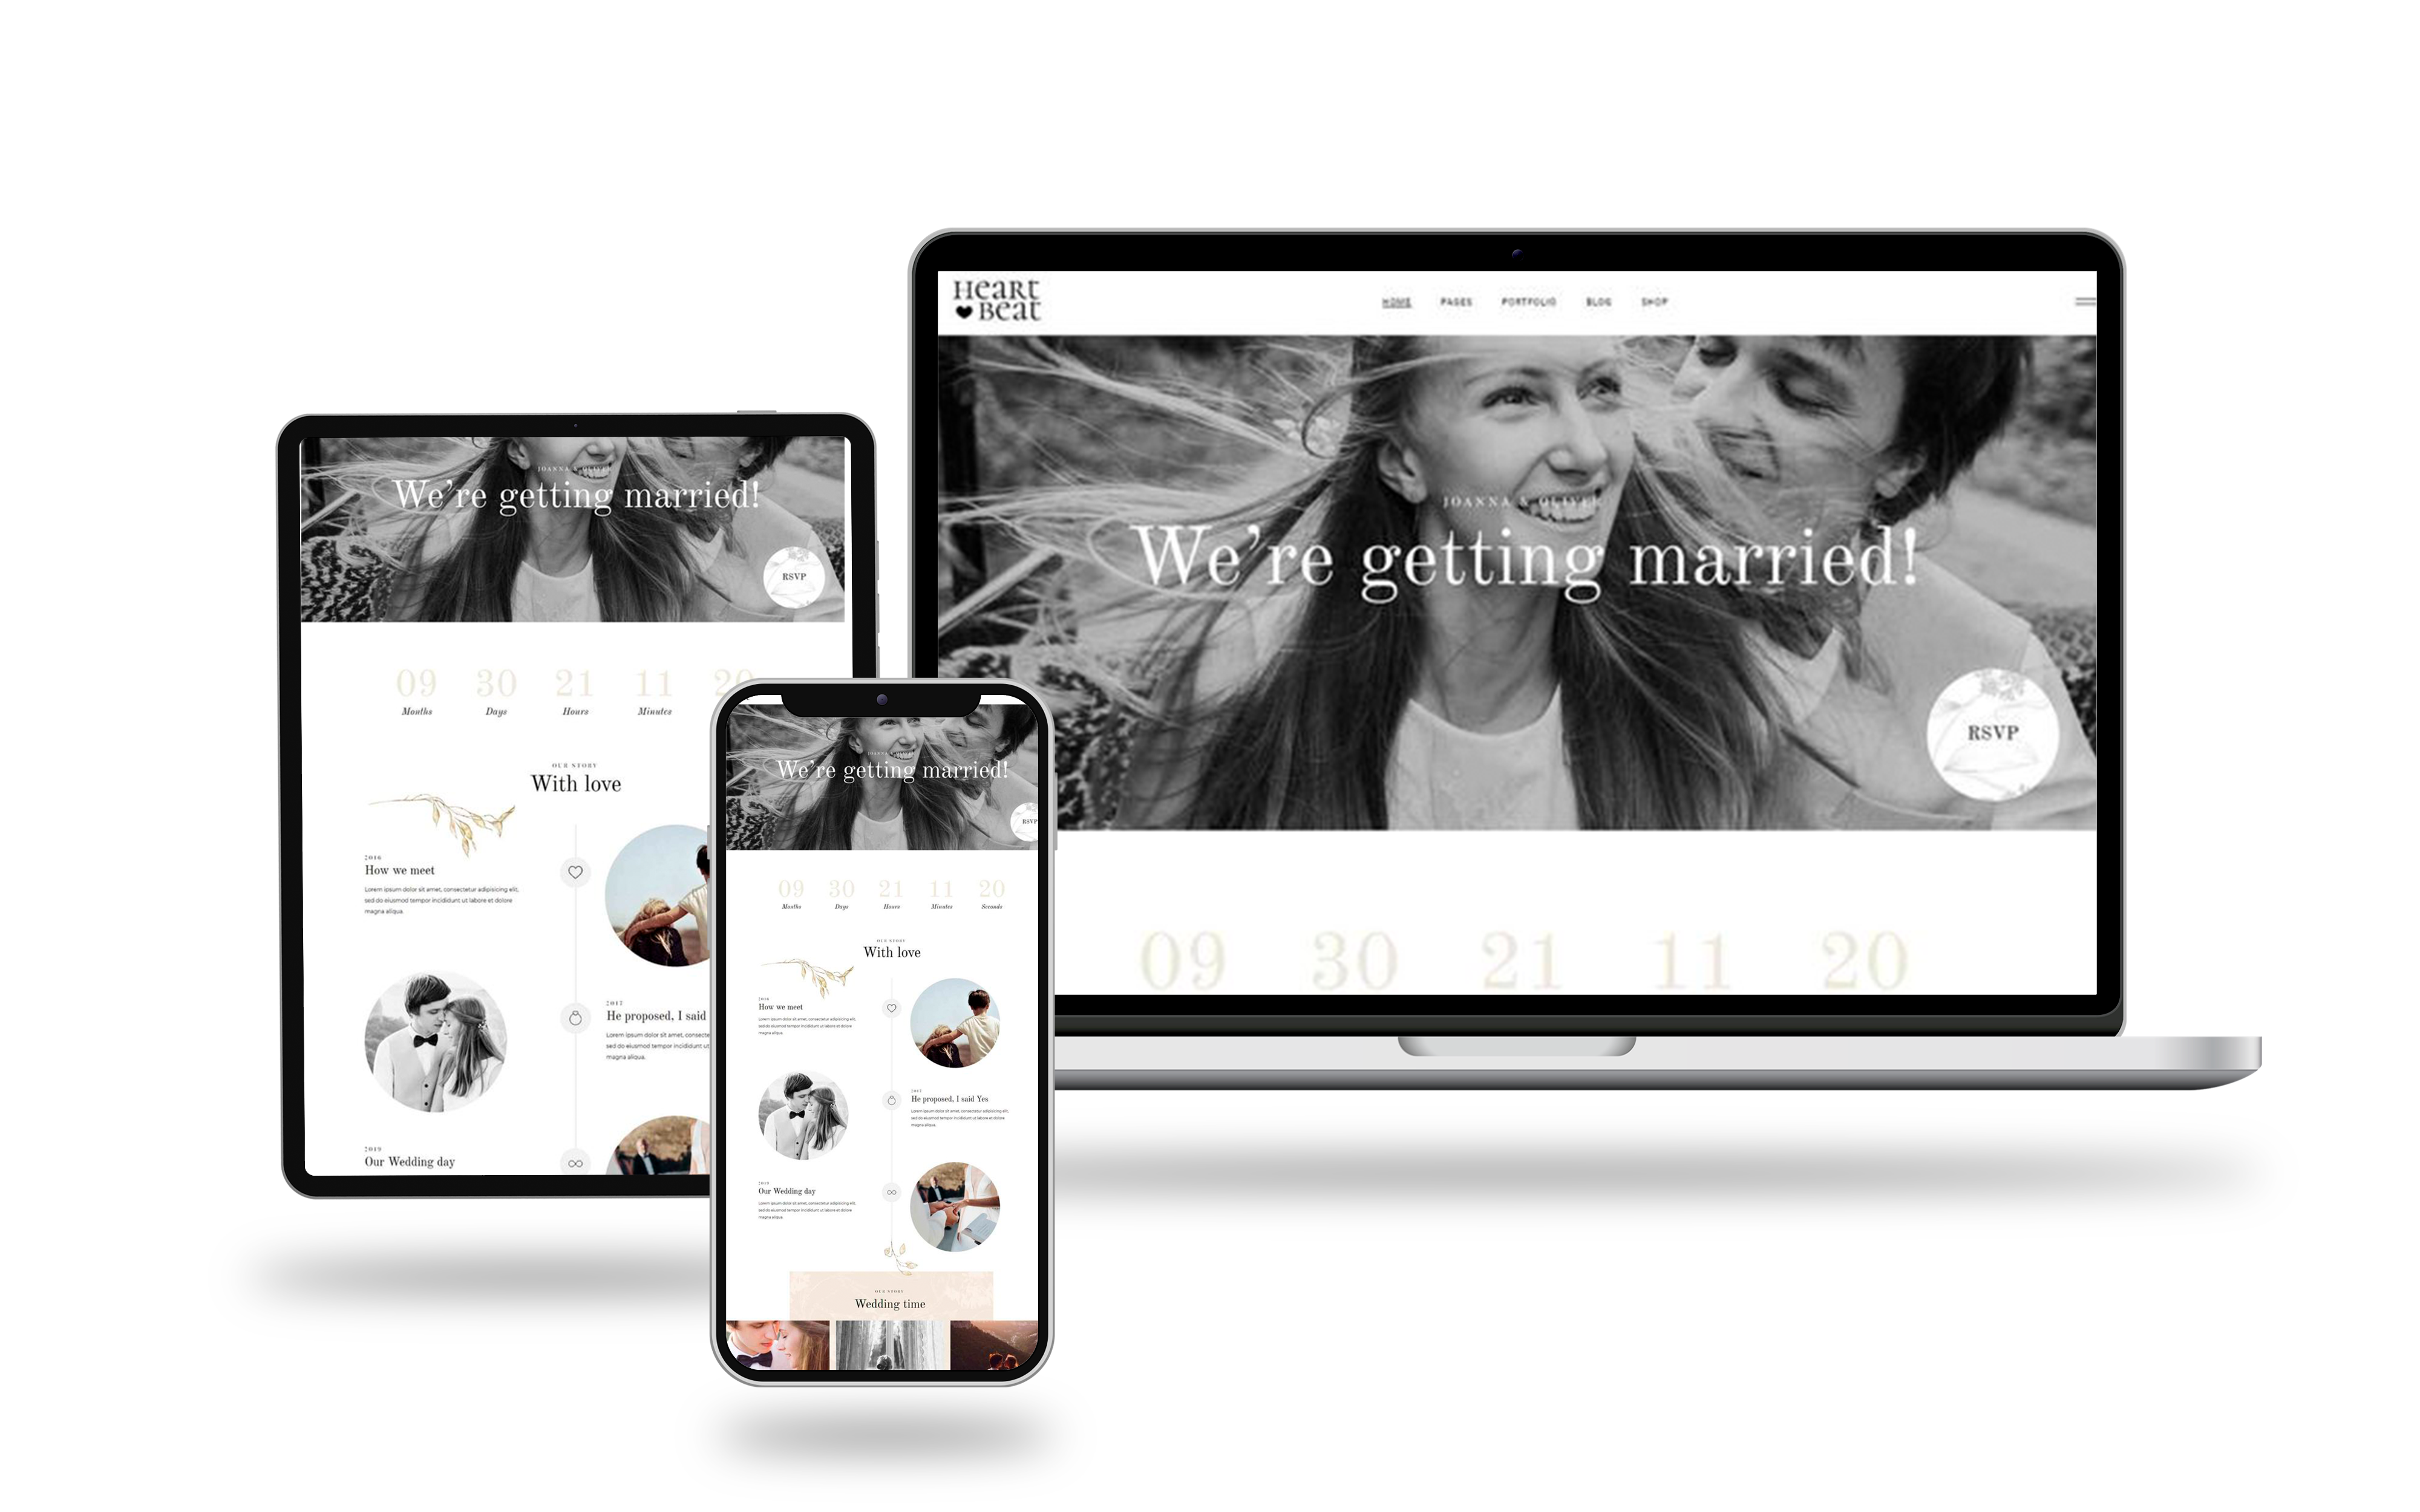 HeaRt
Beat
HOME PAGES PORTFOLIO BLOG SHOP
JOANNA & OLIVER
We're getting married!
RSVP
09 30 21 11 20
JOANNA & OLIVER
We're getting married!
RSVP
09 30 21 11 20
Months Days Hours Minutes
OUR STORY
With love
2016
How we meet
Lorem ipsum dolor sit amet, consectetur adipisicing elit,
sed do eiusmod tempor incididunt ut labore et dolore
magna aliqua.
2017
He proposed, I said
Lorem ipsum dolor sit amet, consecte
sed do eiusmod tempor incididunt ut
magna aliqua.
2019
Our Wedding day
JOANNA & OLIVER
We're getting married!
RSVP
09 30 21 11 20
Months Days Hours Minutes Seconds
OUR STORY
With love
2016
How we meet
Lorem ipsum dolor sit amet, consectetur adipisicing elit,
sed do eiusmod tempor incididunt ut labore et dolore
magna aliqua.
2017
He proposed, I said Yes
Lorem ipsum dolor sit amet, consectetur adipisicing elit,
sed do eiusmod tempor incididunt ut labore et dolore
magna aliqua.
2019
Our Wedding day
Lorem ipsum dolor sit amet, consectetur adipisicing elit,
sed do eiusmod tempor incididunt ut labore et dolore
magna aliqua.
OUR STORY
Wedding time